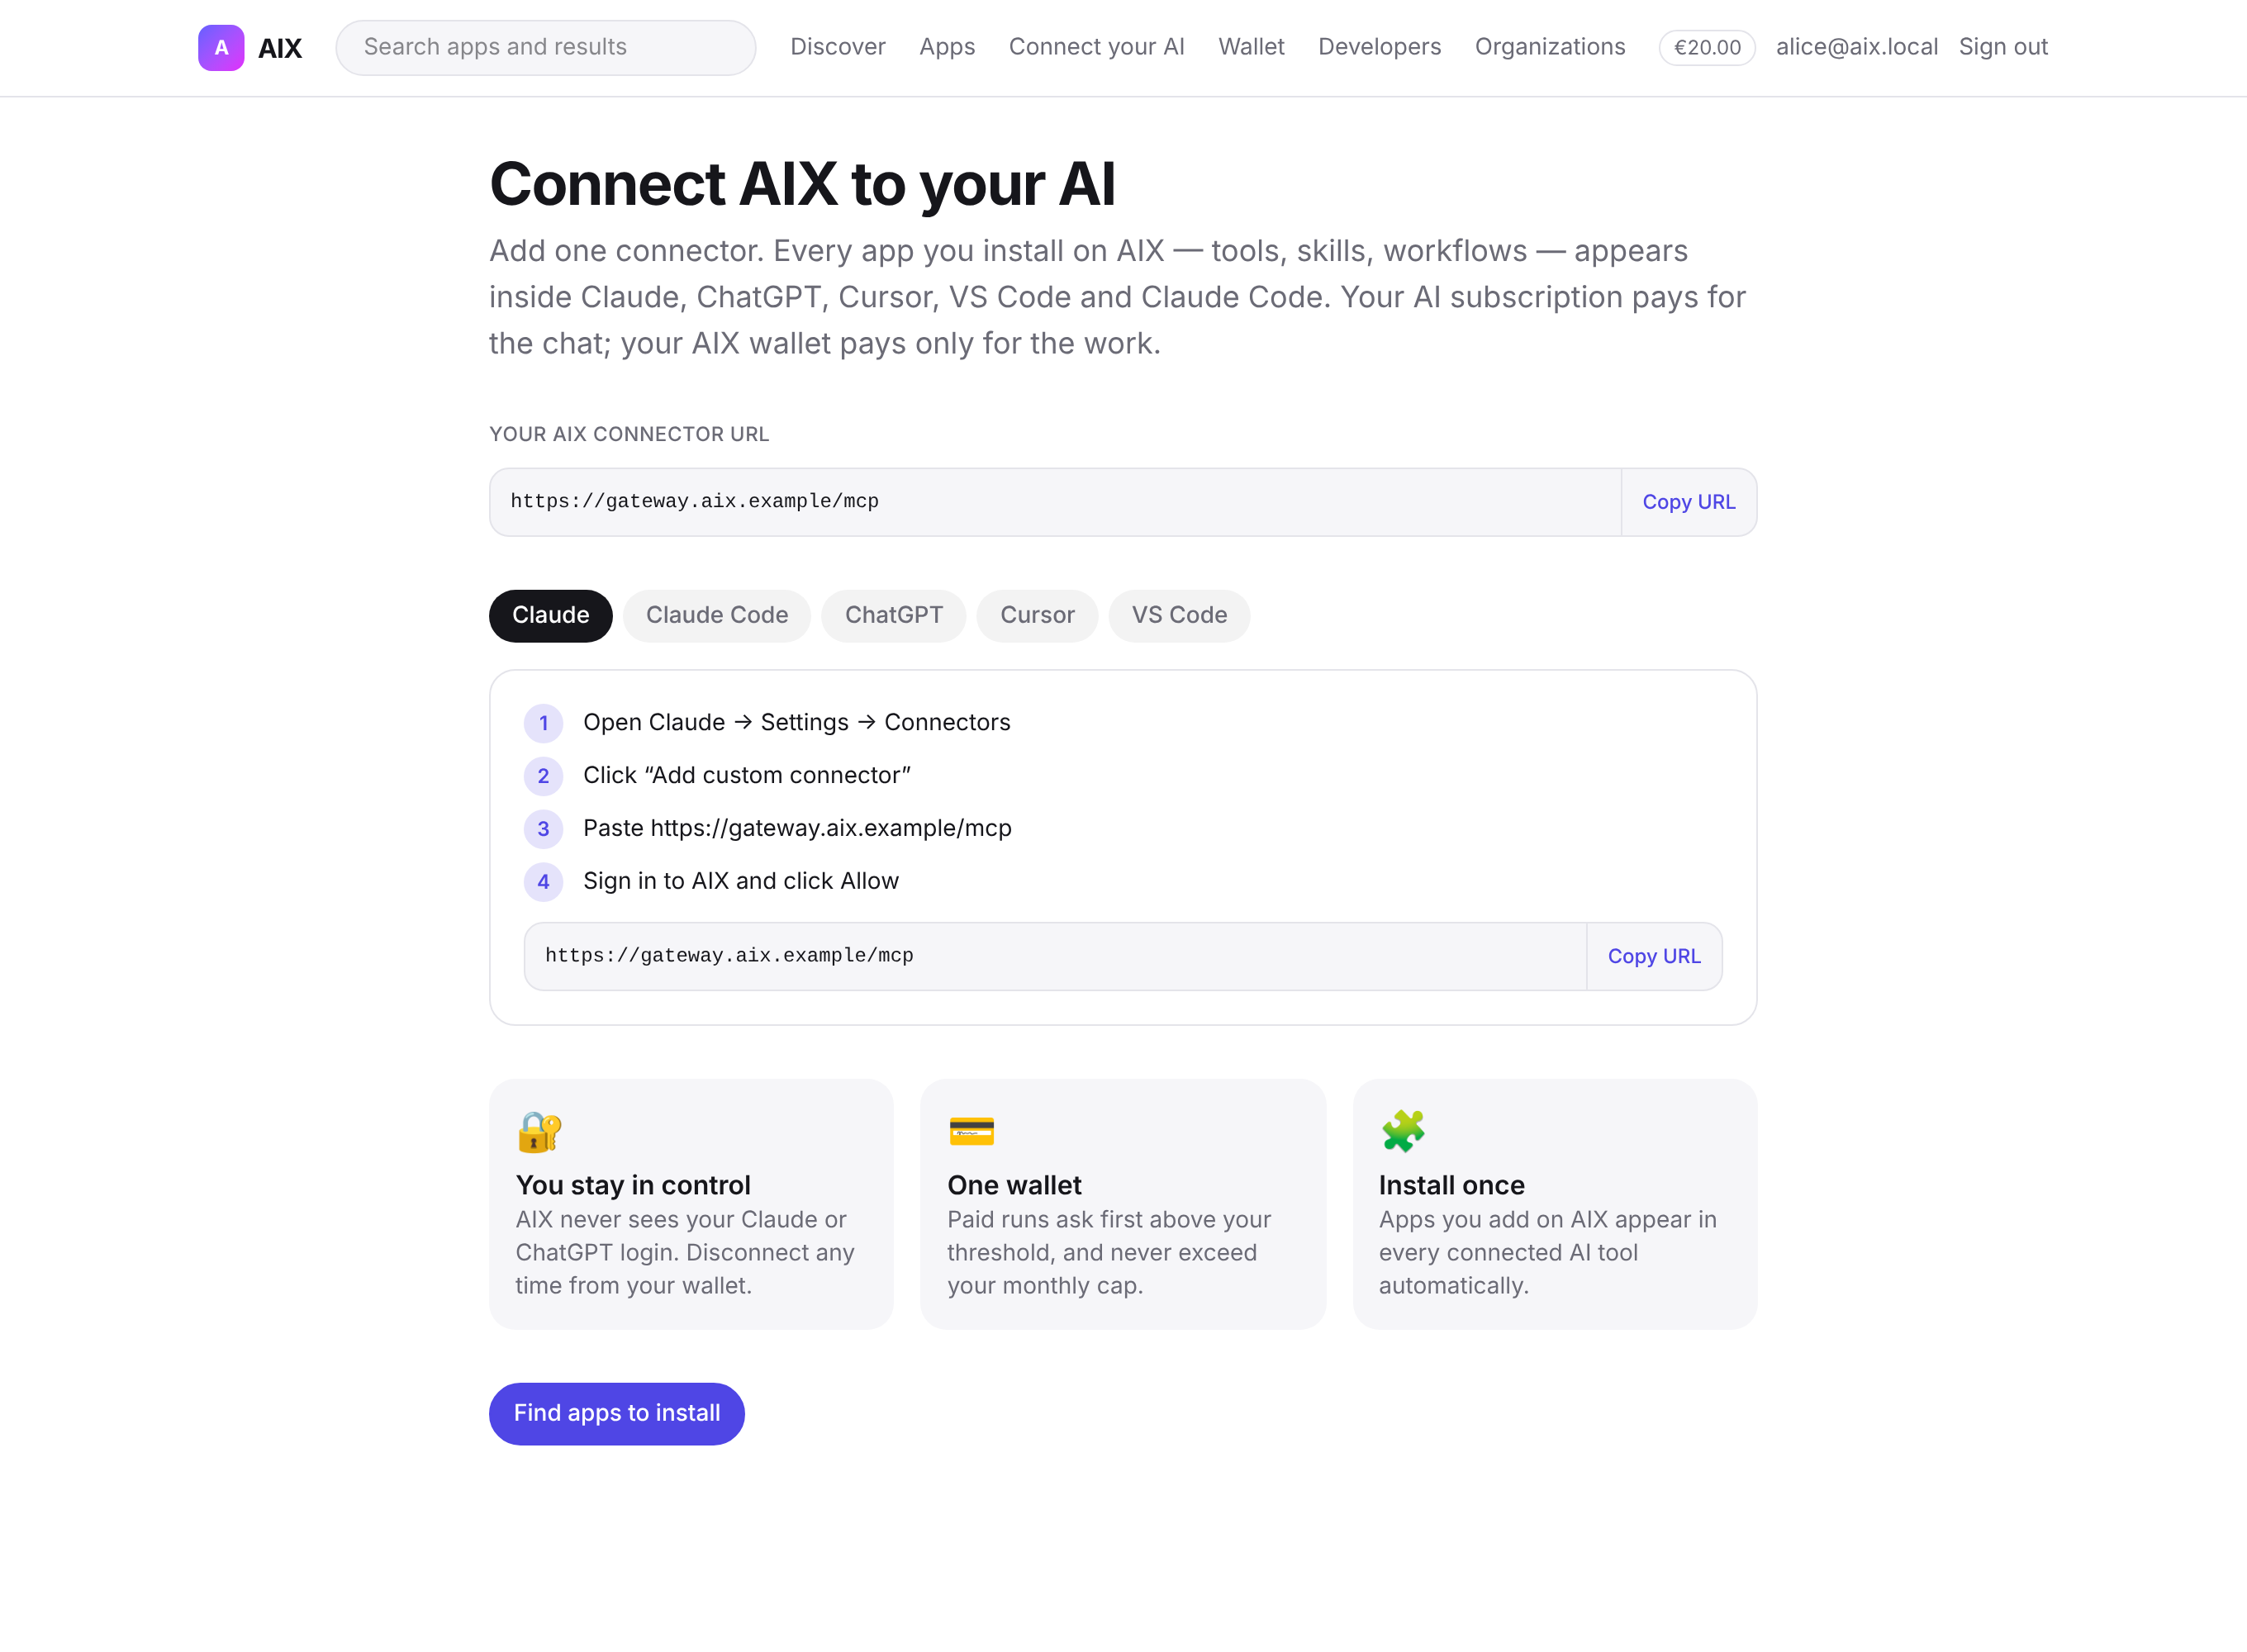 A AIX Search apps and results Discover Apps Connect your AI Wallet Developers Organizations €20.00 alice@aix.local Sign out
Connect AIX to your AI
Add one connector. Every app you install on AIX — tools, skills, workflows — appears
inside Claude, ChatGPT, Cursor, VS Code and Claude Code. Your AI subscription pays for
the chat; your AIX wallet pays only for the work.
YOUR AIX CONNECTOR URL
https://gateway.aix.example/mcp Copy URL
Claude Claude Code ChatGPT Cursor VS Code
1 Open Claude → Settings → Connectors
2 Click “Add custom connector”
3 Paste https://gateway.aix.example/mcp
4 Sign in to AIX and click Allow
https://gateway.aix.example/mcp Copy URL
You stay in control
AIX never sees your Claude or
ChatGPT login. Disconnect any
time from your wallet.
One wallet
Paid runs ask first above your
threshold, and never exceed
your monthly cap.
Install once
Apps you add on AIX appear in
every connected AI tool
automatically.
Find apps to install